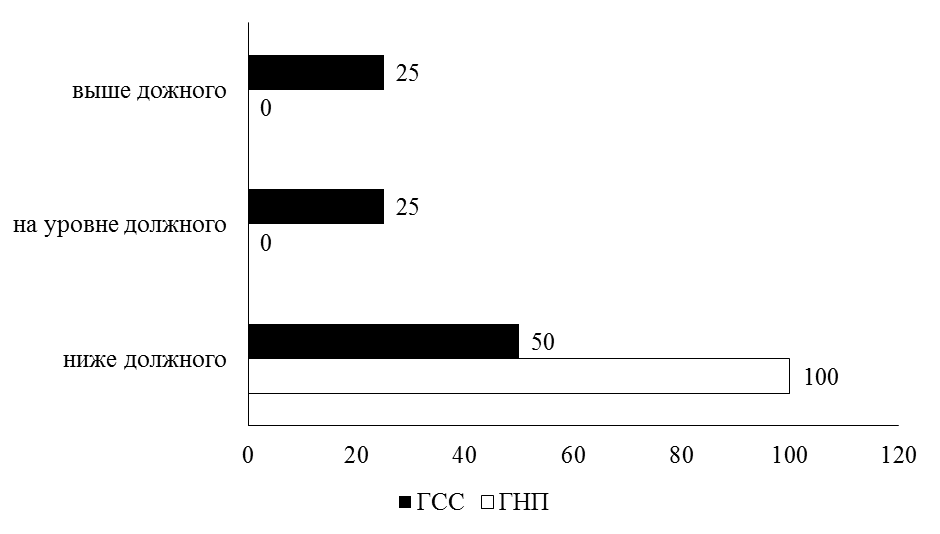 выше дожного
25
0
на уровне должного
25
0
ниже должного
50
100
0 20 40 60 80 100 120
ГСС ГНП